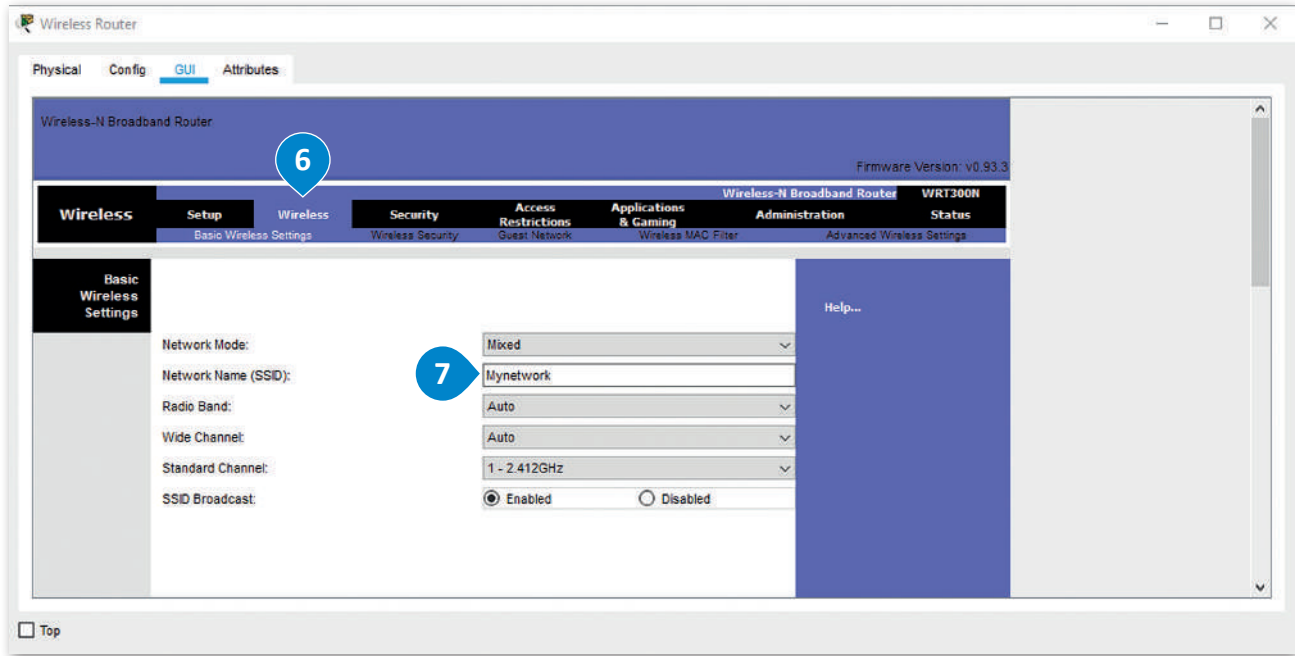 Wireless Router
Physical Config GUI Attributes
Wireless-N Broadband Router
6
Firmware Version: v0.93.3
Wireless-N Broadband Router WRT300N
Wireless
Setup Wireless Security Access Restrictions Applications & Gaming Administration Status
Basic Wireless Settings Wireless Security Guest Network Wireless MAC Filter Advanced Wireless Settings
Basic
Wireless
Settings
Help...
Network Mode: Mixed
Network Name (SSID): 7 Mynetwork
Radio Band: Auto
Wide Channel: Auto
Standard Channel: 1 - 2.412GHz
SSID Broadcast: Enabled Disabled
Top